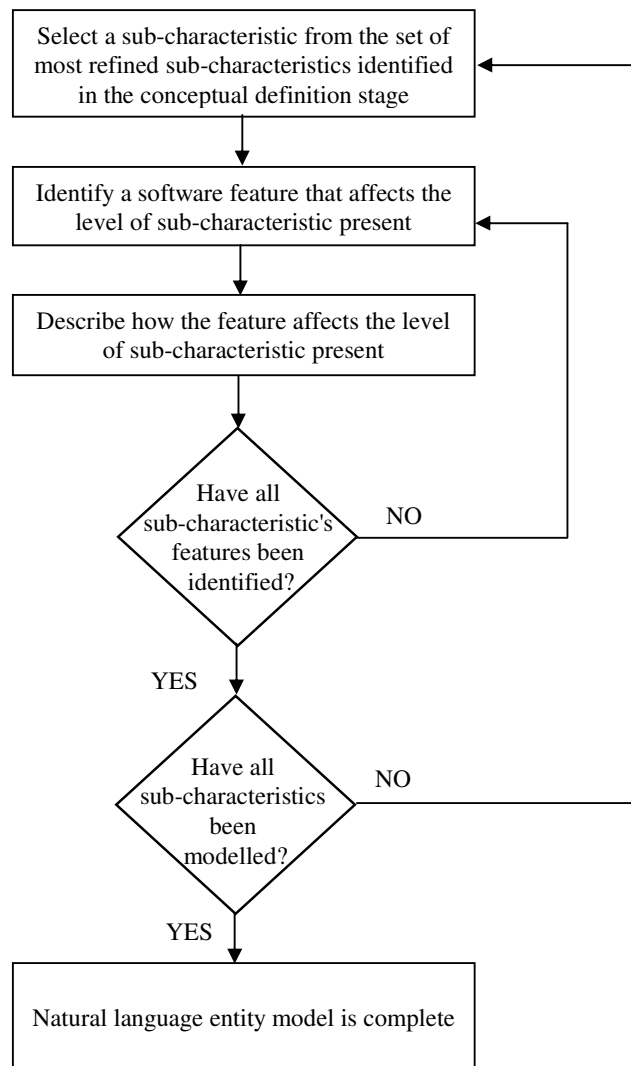 Select a sub-characteristic from the set of
most refined sub-characteristics identified
in the conceptual definition stage
Identify a software feature that affects the
level of sub-characteristic present
Describe how the feature affects the level
of sub-characteristic present
Have all
sub-characteristic's
features been
identified?
NO
YES
Have all
sub-characteristics
been
modelled?
NO
YES
Natural language entity model is complete